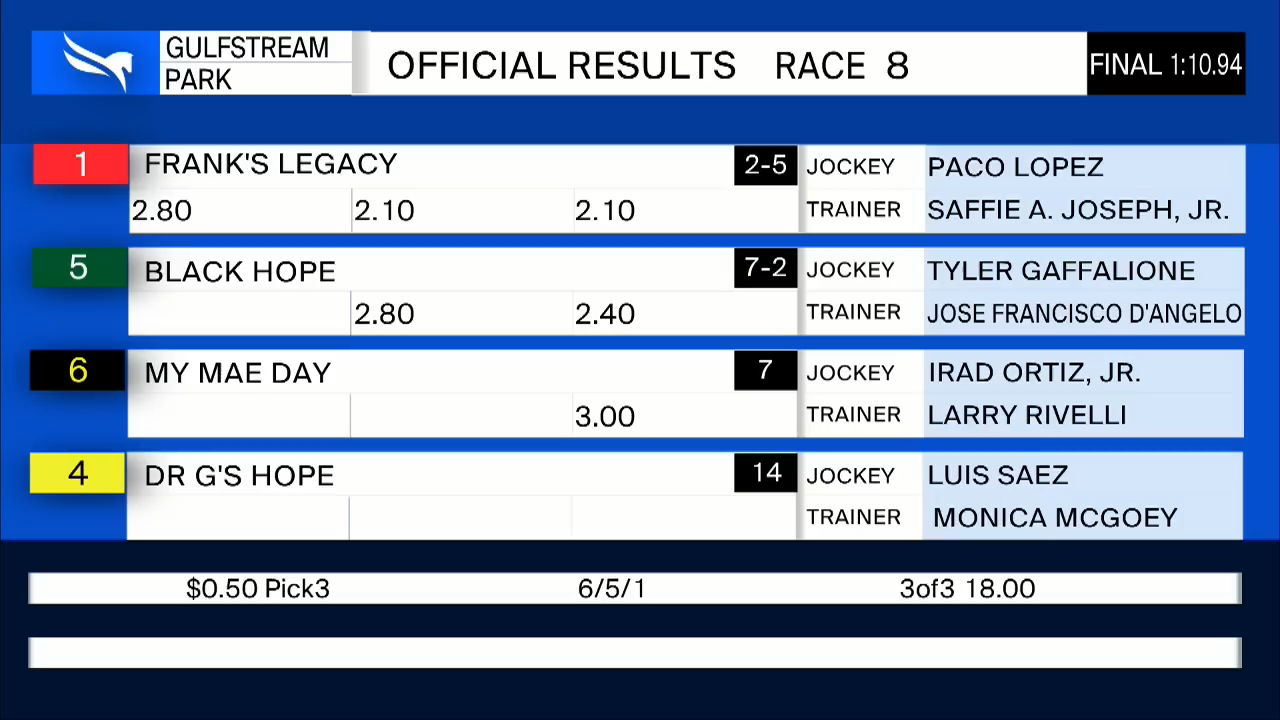 GULFSTREAM PARK
OFFICIAL RESULTS RACE 8
FINAL 1:10.94
1 FRANK'S LEGACY 2-5 JOCKEY PACO LOPEZ
2.80 2.10 2.10 TRAINER SAFFIE A. JOSEPH, JR.
5 BLACK HOPE 7-2 JOCKEY TYLER GAFFALIONE
2.80 2.40 TRAINER JOSE FRANCISCO D'ANGELO
6 MY MAE DAY 7 JOCKEY IRAD ORTIZ, JR.
3.00 TRAINER LARRY RIVELLI
4 DR G'S HOPE 14 JOCKEY LUIS SAEZ
TRAINER MONICA MCGOEY
$0.50 Pick3 6/5/1 3of3 18.00